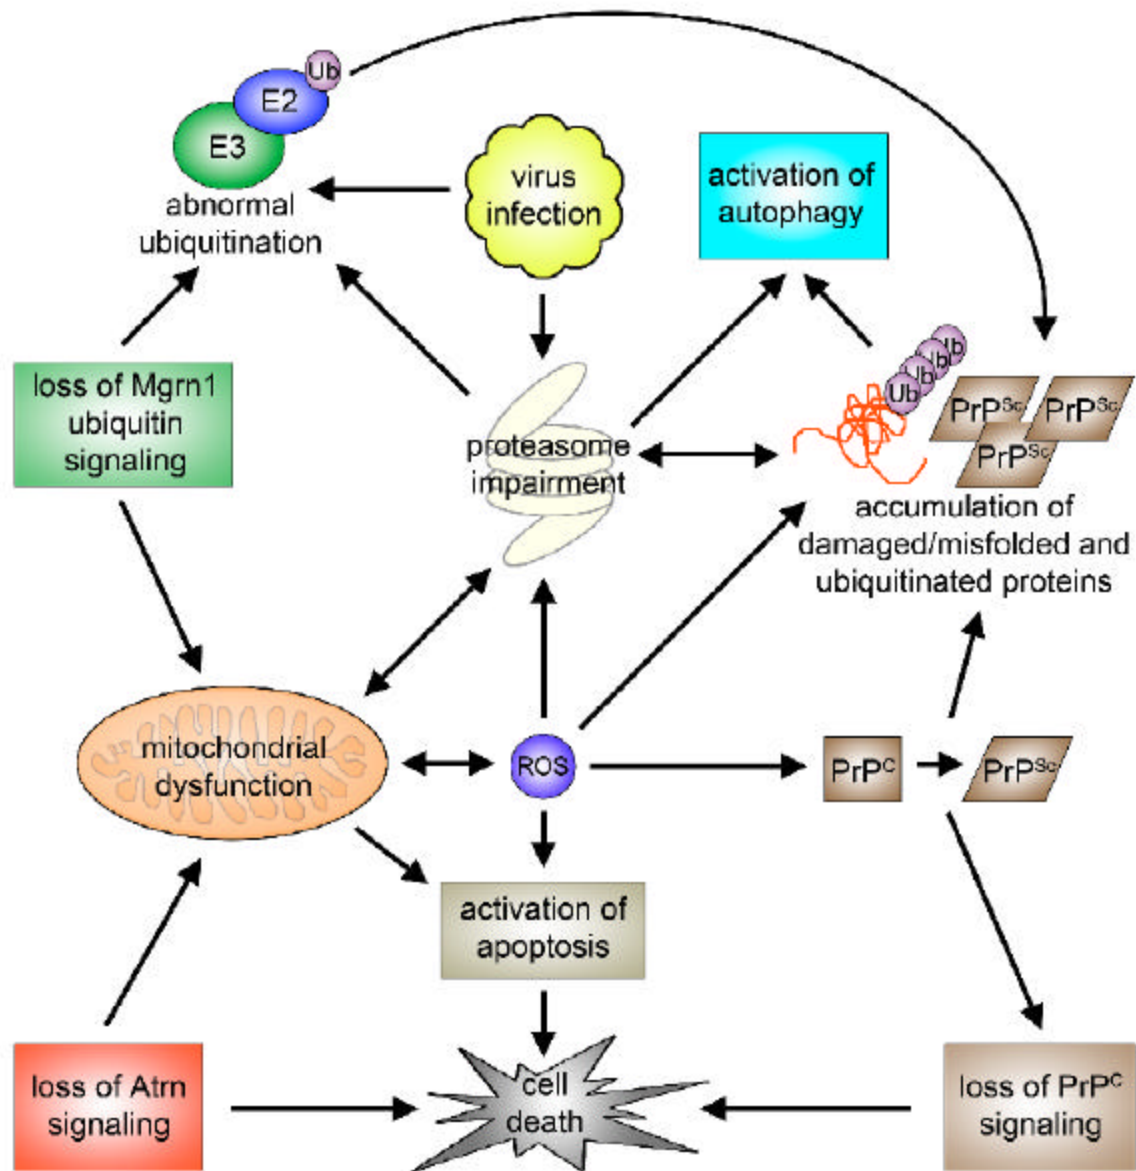 Ub
E2
E3
abnormal
ubiquitination
virus
infection
activation of
autophagy
loss of Mgrn1
ubiquitin
signaling
proteasome
impairment
Ub
Ub
Ub
Ub
PrPSc
PrPSc
PrPSc
accumulation of
damaged/misfolded and
ubiquitinated proteins
mitochondrial
dysfunction
ROS
PrPC
PrPSc
activation of
apoptosis
loss of Atrn
signaling
cell
death
loss of PrPC
signaling